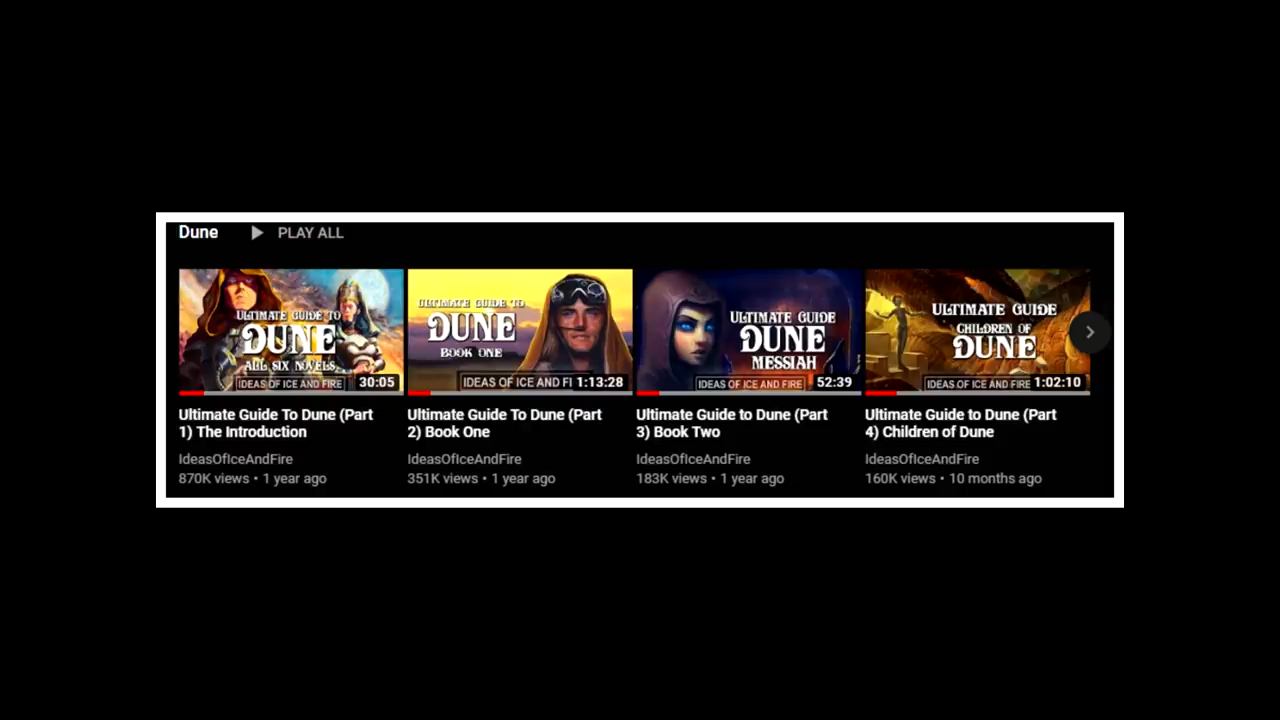 Dune PLAY ALL
ULTIMATE GUIDE TO
DUNE
ALL SIX NOVELS
IDEAS OF ICE AND FIRE 30:05
ULTIMATE GUIDE TO
DUNE
BOOK ONE
IDEAS OF ICE AND FI 1:13:28
ULTIMATE GUIDE
DUNE
MESSIAH
IDEAS OF ICE AND FIRE 52:39
ULTIMATE GUIDE
CHILDREN OF
DUNE
IDEAS OF ICE AND FIRE 1:02:10
Ultimate Guide To Dune (Part
1) The Introduction
IdeasOfIceAndFire
870K views • 1 year ago
Ultimate Guide To Dune (Part
2) Book One
IdeasOfIceAndFire
351K views • 1 year ago
Ultimate Guide to Dune (Part
3) Book Two
IdeasOfIceAndFire
183K views • 1 year ago
Ultimate Guide to Dune (Part
4) Children of Dune
IdeasOfIceAndFire
160K views • 10 months ago